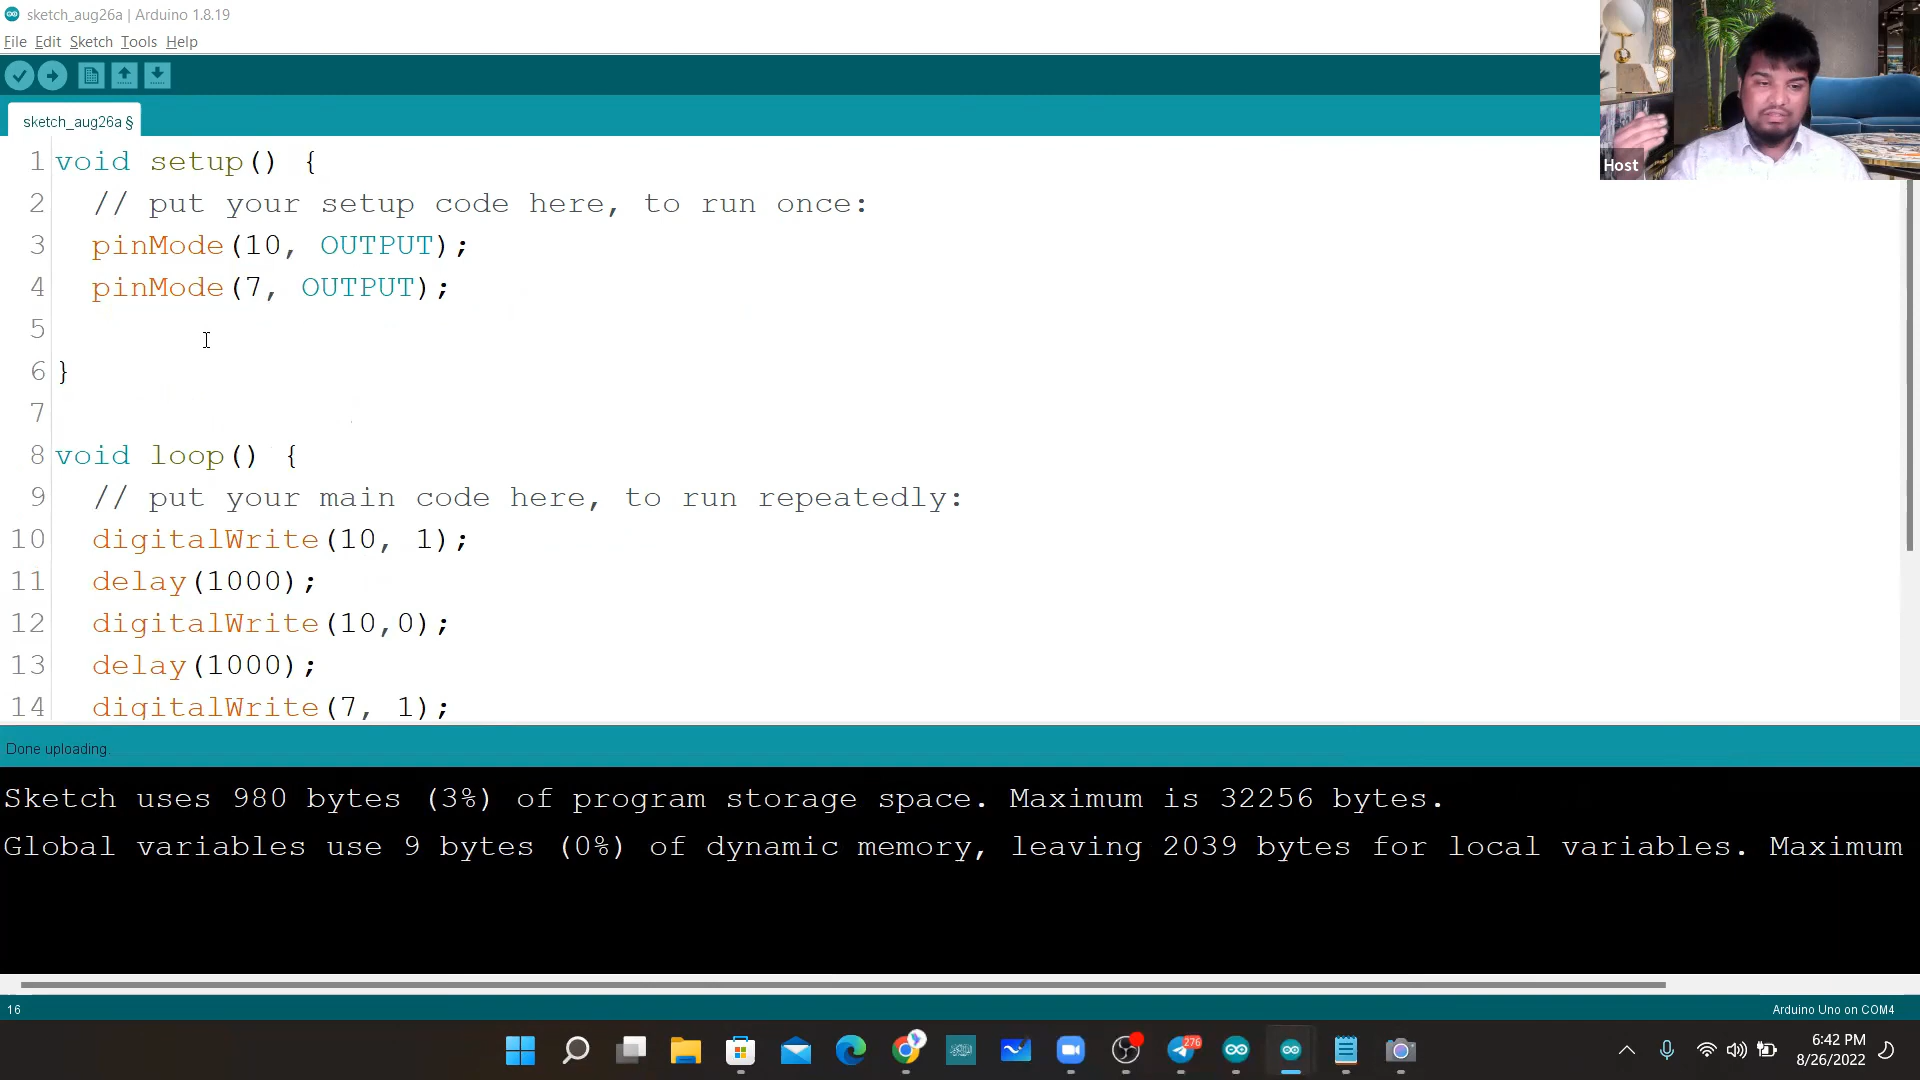 sketch_aug26a | Arduino 1.8.19
File Edit Sketch Tools Help
sketch_aug26a §
Host
1 void setup() {
2 // put your setup code here, to run once:
3 pinMode(10, OUTPUT);
4 pinMode(7, OUTPUT);
5
6 }
7
8 void loop() {
9 // put your main code here, to run repeatedly:
10 digitalWrite(10, 1);
11 delay(1000);
12 digitalWrite(10,0);
13 delay(1000);
14 digitalWrite(7, 1);
Done uploading.
Sketch uses 980 bytes (3%) of program storage space. Maximum is 32256 bytes.
Global variables use 9 bytes (0%) of dynamic memory, leaving 2039 bytes for local variables. Maximum
16
Arduino Uno on COM4
276
6:42 PM
8/26/2022